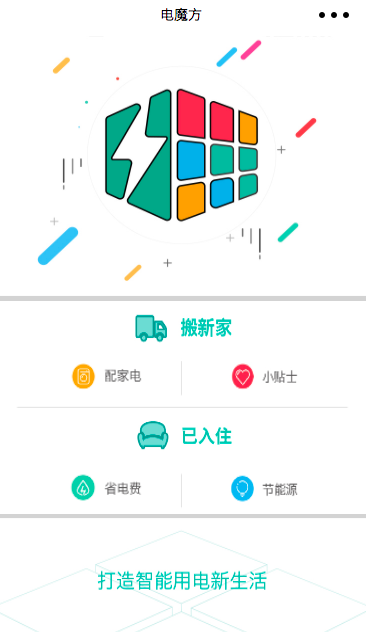 电魔方
搬新家
配家电
小贴士
已入住
省电费
节能源
打造智能用电新生活